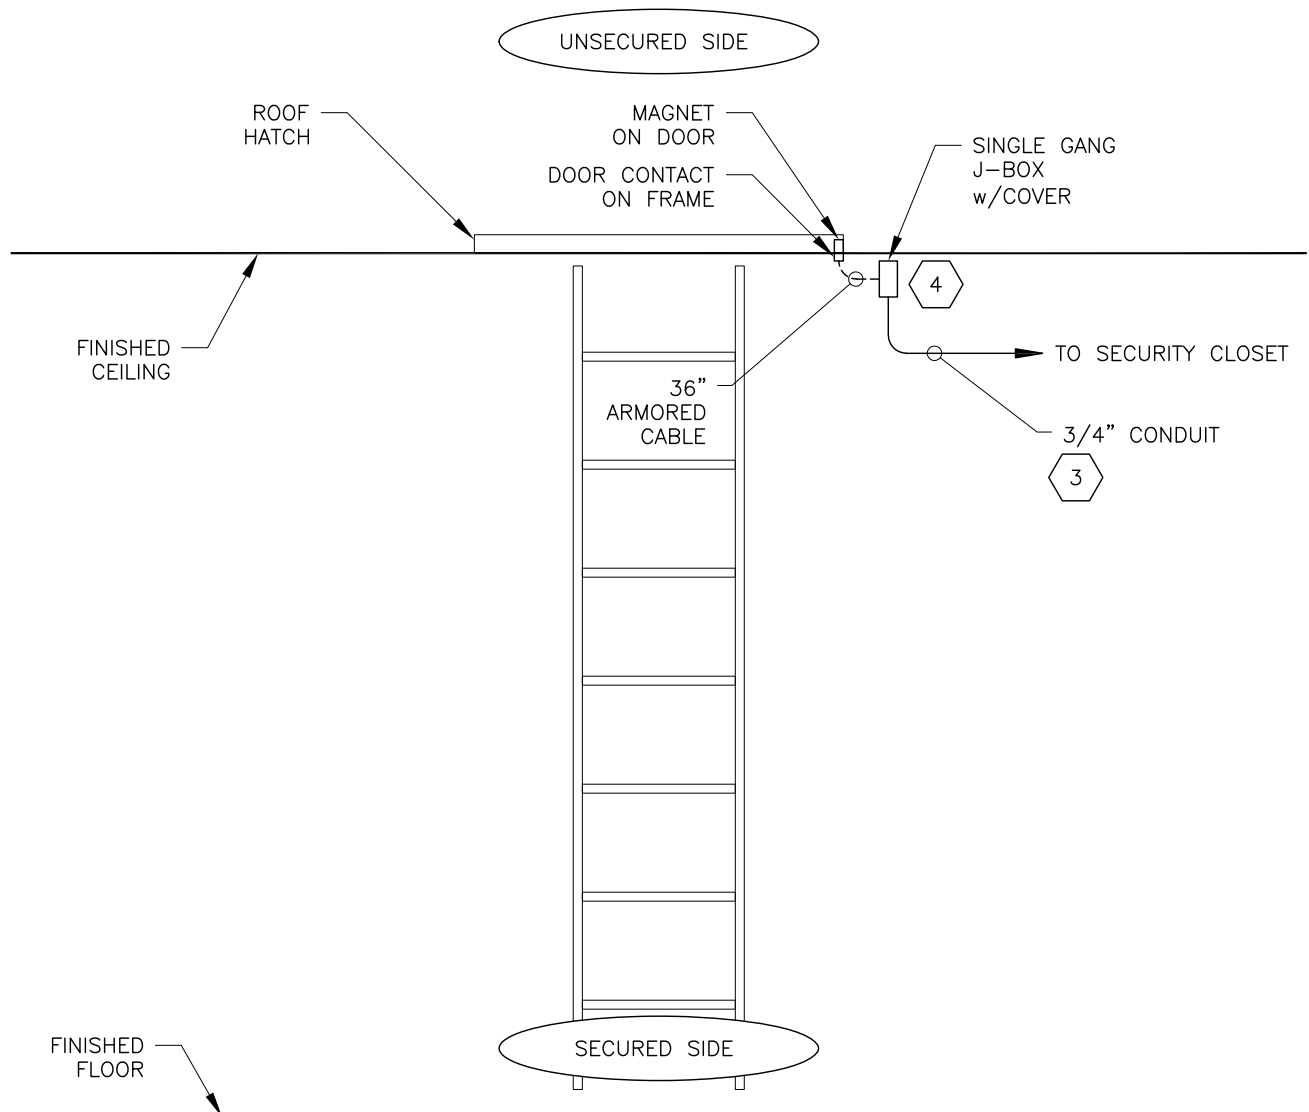 UNSECURED SIDE
ROOF
HATCH
MAGNET
ON DOOR
DOOR CONTACT
ON FRAME
SINGLE GANG
J-BOX
w/COVER
4
FINISHED
CEILING
TO SECURITY CLOSET
36”
ARMORED
CABLE
3/4” CONDUIT
3
FINISHED
FLOOR
SECURED SIDE